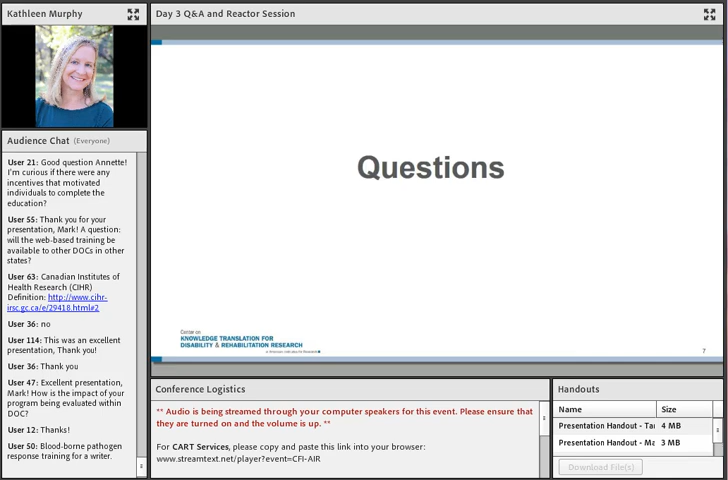 Kathleen Murphy
Day 3 Q&A and Reactor Session
Audience Chat (Everyone)
User 21: Good question Annette!
I'm curious if there were any
incentives that motivated
individuals to complete the
education?
User 55: Thank you for your
presentation, Mark! A question:
will the web-based training be
available to other DOCs in other
states?
User 63: Canadian Institutes of
Health Research (CIHR)
Definition: http://www.cihr-
irsc.gc.ca/e/29418.html#2
User 36: no
User 114: This was an excellent
presentation, Thank you!
User 36: Thank you
User 47: Excellent presentation,
Mark! How is the impact of your
program being evaluated within
DOC?
User 12: Thanks!
User 50: Blood-borne pathogen
response training for a writer.
Questions
Center on
KNOWLEDGE TRANSLATION FOR
DISABILITY & REHABILITATION RESEARCH
7
Conference Logistics
** Audio is being streamed through your computer speakers for this event. Please ensure that
they are turned on and the volume is up. **
For CART Services, please copy and paste this link into your browser:
www.streamtext.net/player?event=CFI-AIR
Handouts
Name Size
Presentation Handout - Tar 4 MB
Presentation Handout - Ma 3 MB
Download File(s)